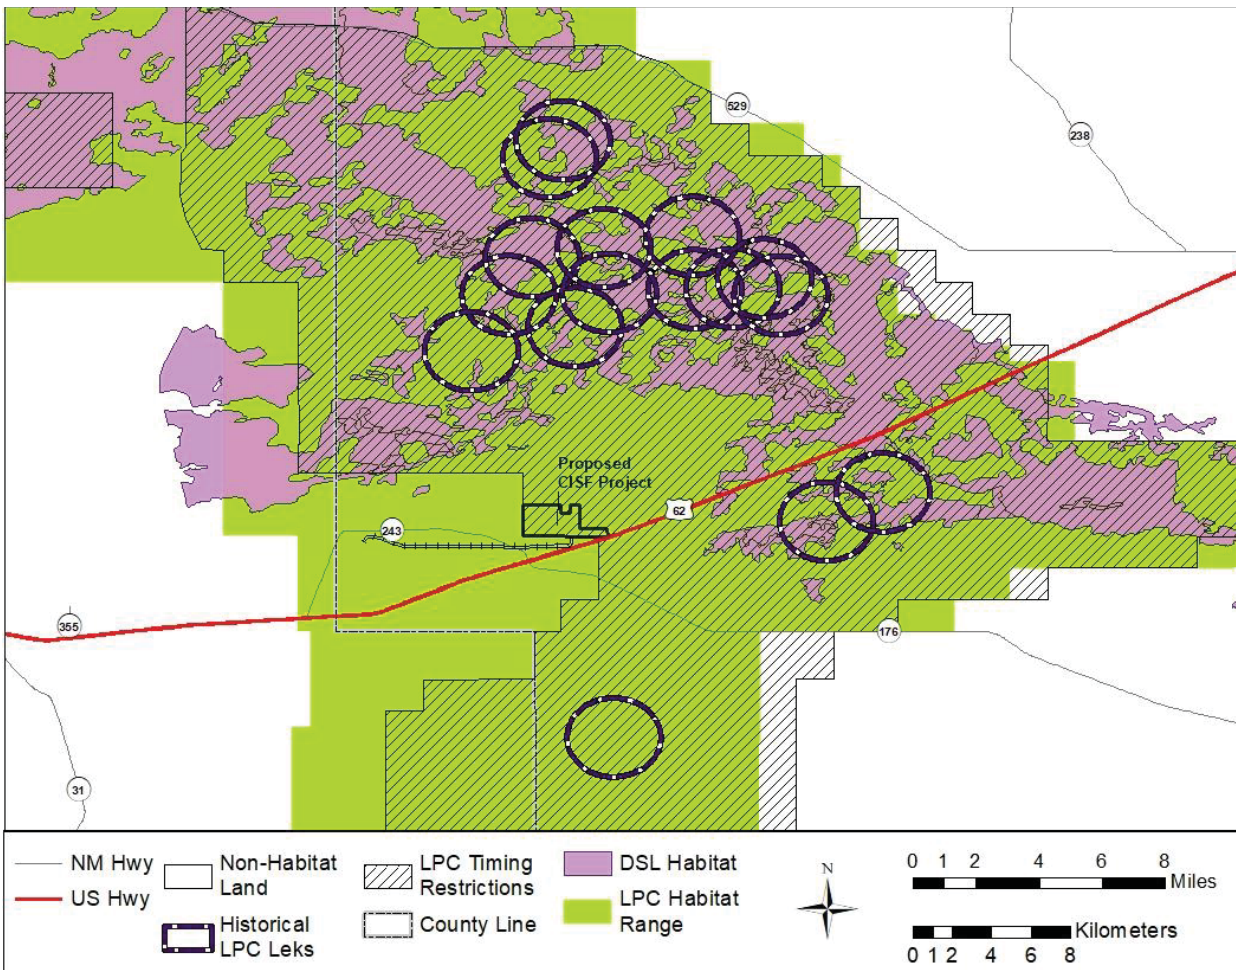 529
238
Proposed
CISF Project
62
243
355
176
31
NM Hwy
US Hwy
Non-Habitat
Land
Historical
LPC Leks
LPC Timing
Restrictions
County Line
DSL Habitat
LPC Habitat
Range
N
0 1 2 4 6 8
Miles
Kilometers
0 1 2 4 6 8